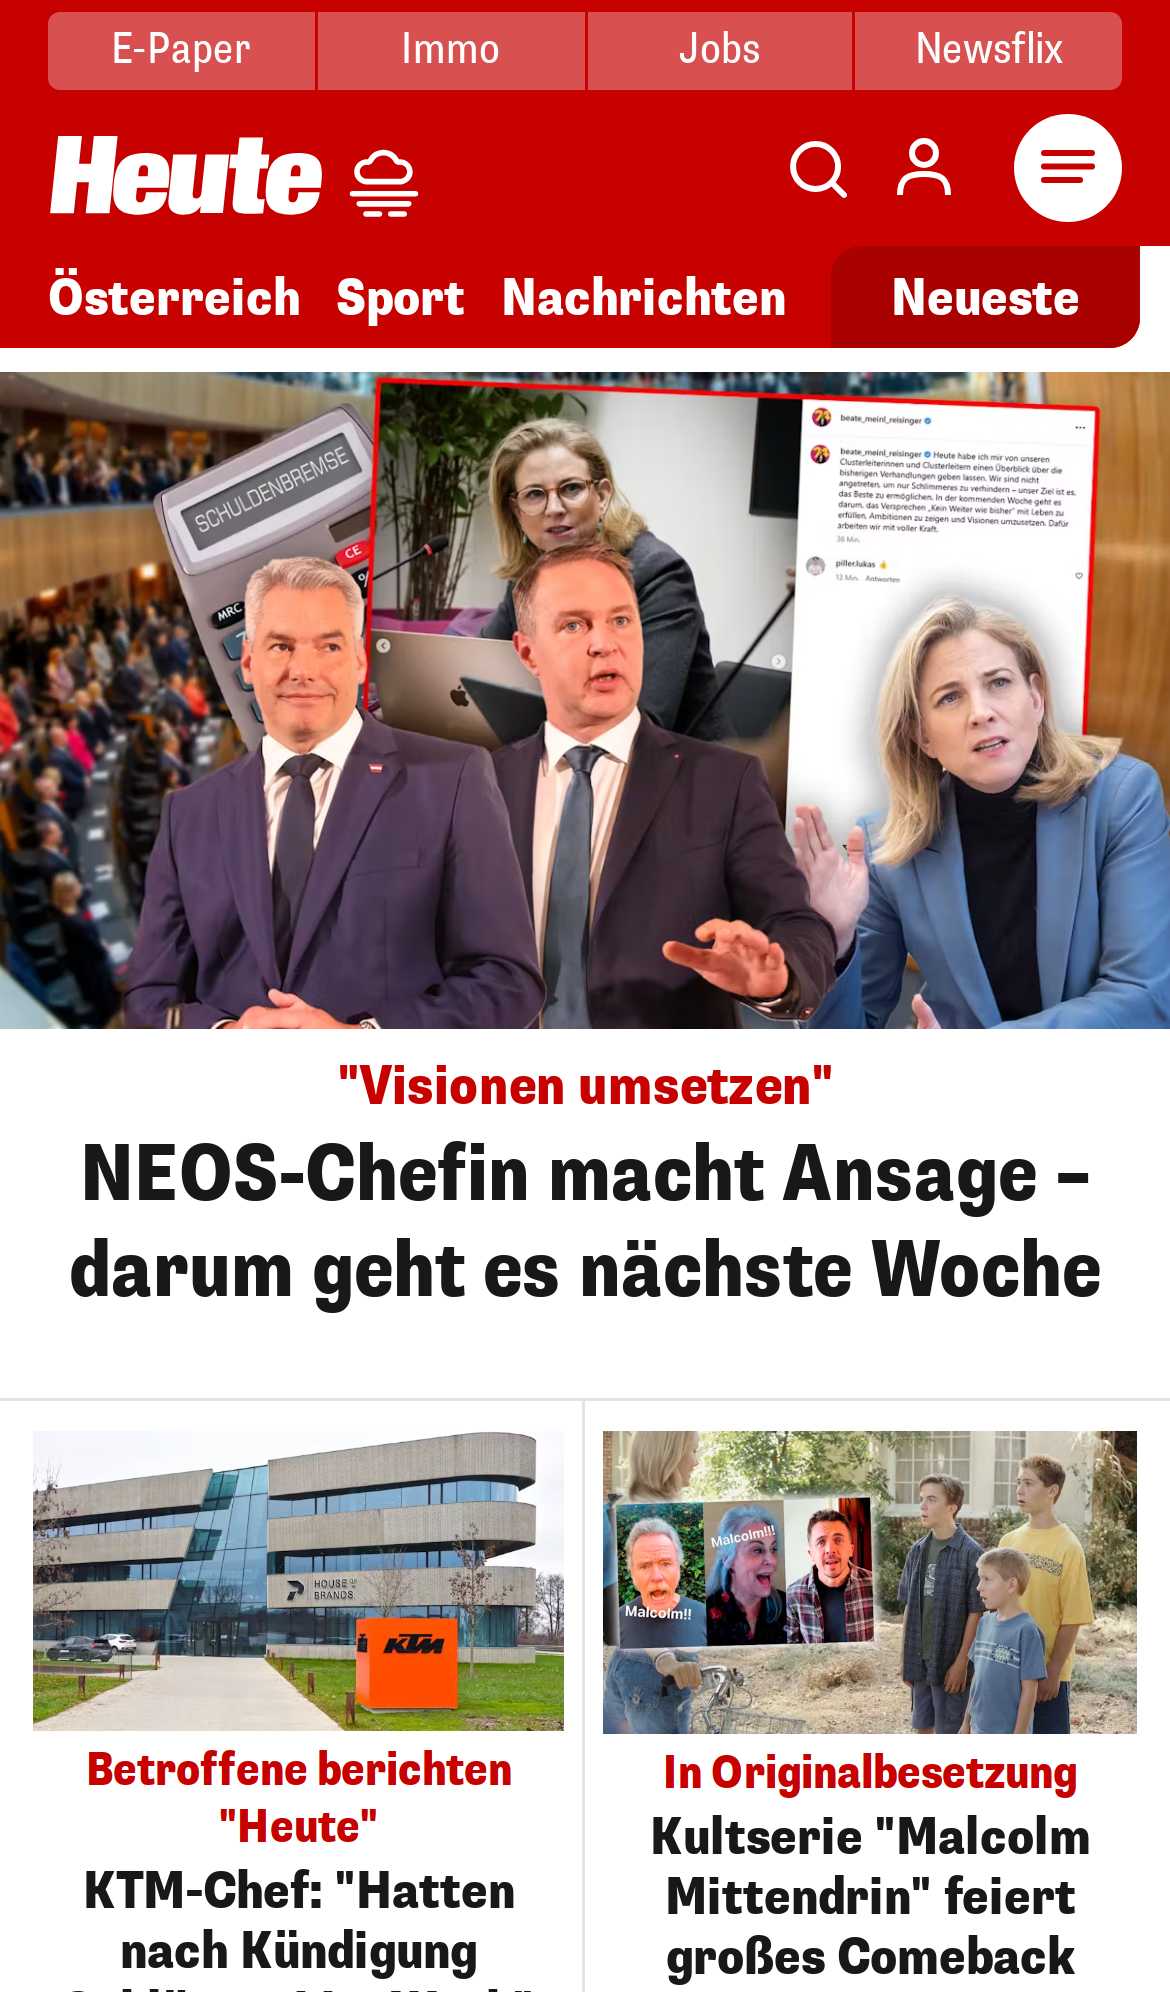 E-Paper
Immo
Jobs
Newsflix
Heute
Österreich
Sport
Nachrichten
Neueste
SCHULDENBREMSE
CE
%
MRC
beate_meinl_reisinger
beate_meinl_reisinger Heute habe ich mir von unseren
Clusterleiterinnen und Clusterleitern einen Überblick über die
bisherigen Verhandlungen geben lassen. Wir sind nicht
angetreten, um nur Schlimmeres zu verhindern – unser Ziel ist es,
das Beste zu ermöglichen. In der kommenden Woche geht es
darum, das Versprechen „Kein Weiter wie bisher" mit Leben zu
erfüllen, Ambitionen zu zeigen und Visionen umzusetzen. Dafür
arbeiten wir mit voller Kraft.
38 Min.
piller.lukas 👍
12 Min. Antworten
"Visionen umsetzen"
NEOS-Chefin macht Ansage –
darum geht es nächste Woche
HOUSE OF
BRANDS
KTM
Malcolm!!!
Malcolm!!
Betroffene berichten
"Heute"
KTM-Chef: "Hatten
nach Kündigung
In Originalbesetzung
Kultserie "Malcolm
Mittendrin" feiert
großes Comeback